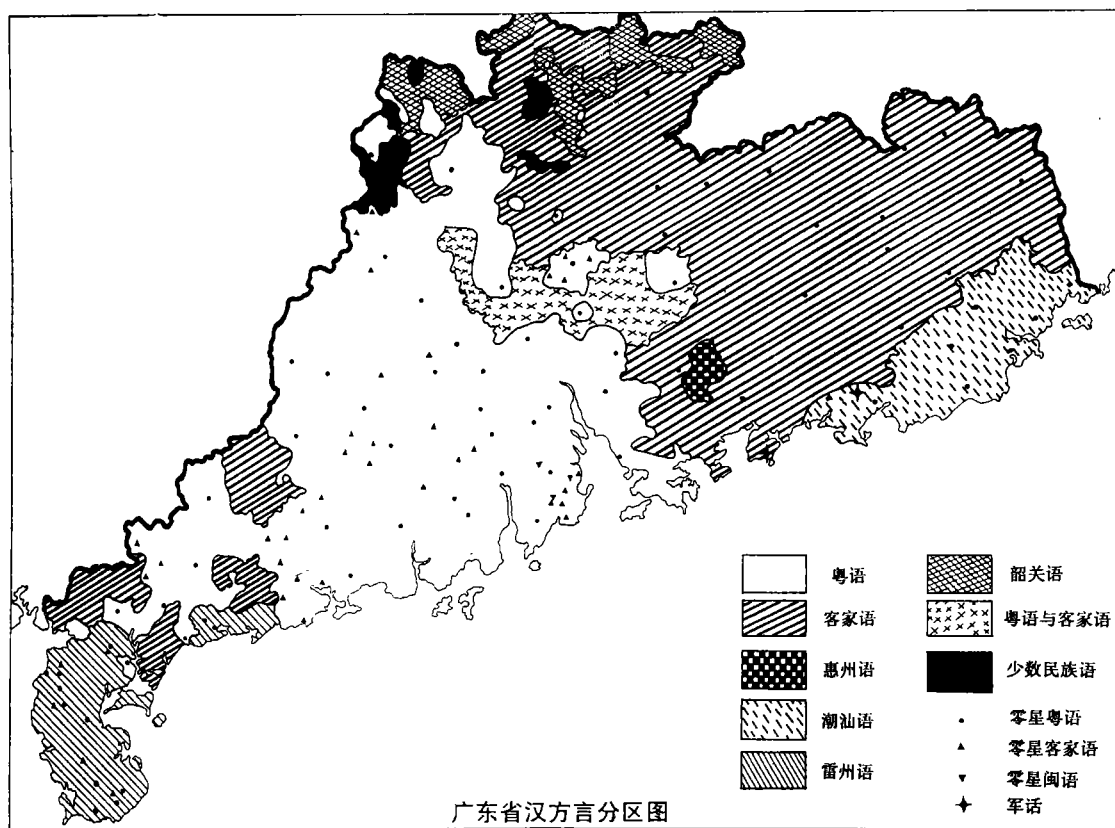 粤语
客家语
惠州语
潮汕语
雷州语
韶关语
粤语与客家语
少数民族语
零星粤语
零星客家语
零星闽语
军话
广东省汉方言分区图